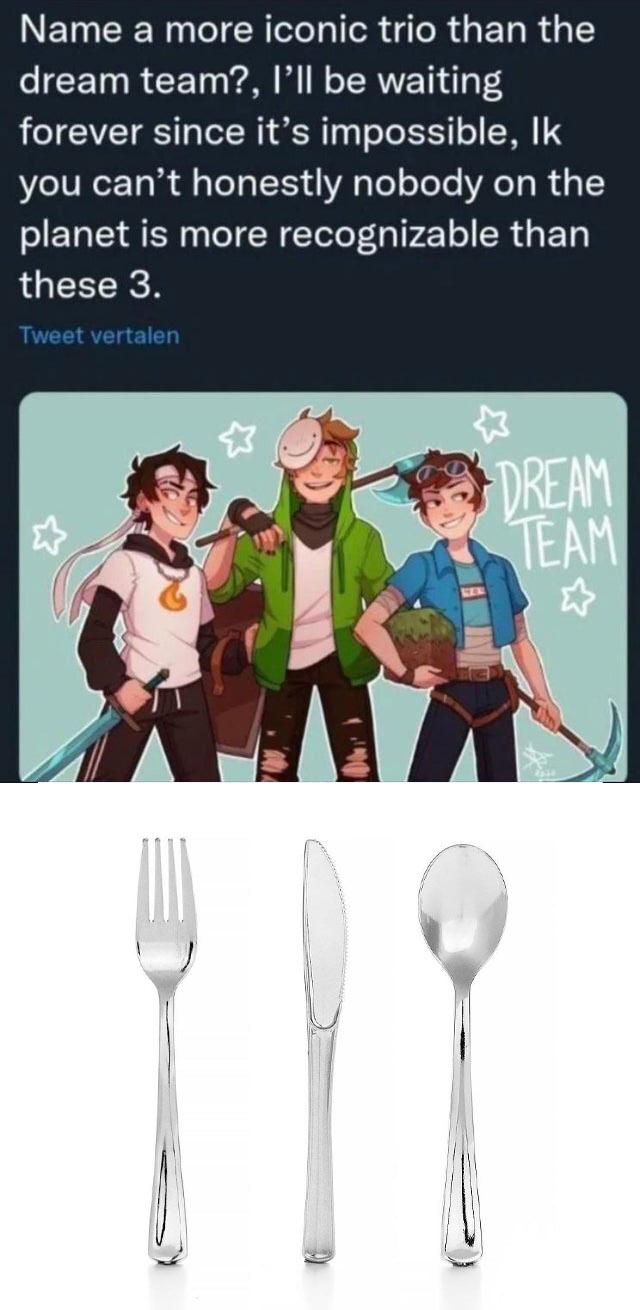 Name a more iconic trio than the
dream team?, I'll be waiting
forever since it's impossible, Ik
you can't honestly nobody on the
planet is more recognizable than
these 3.
Tweet vertalen
DREAM
TEAM